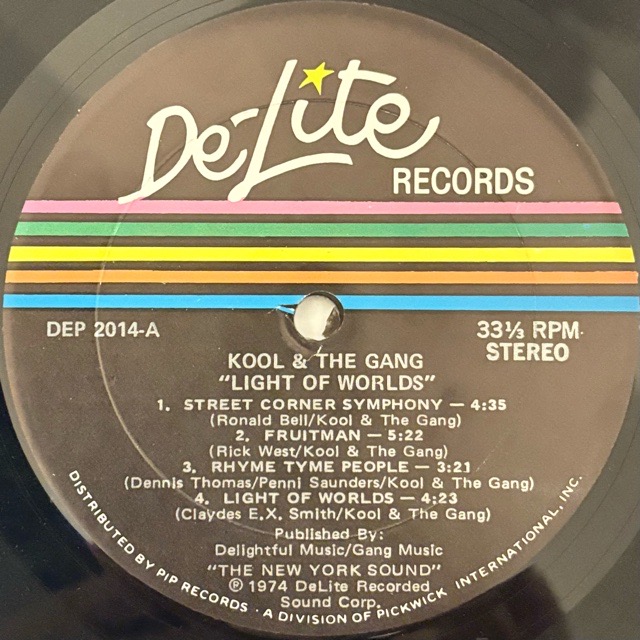 De-Lite
RECORDS
DEP 2014-A
33⅓ RPM
STEREO
KOOL & THE GANG
"LIGHT OF WORLDS"
1. STREET CORNER SYMPHONY — 4:35
(Ronald Bell/Kool & The Gang)
2. FRUITMAN — 5:22
(Rick West/Kool & The Gang)
3. RHYME TYME PEOPLE — 3:21
(Dennis Thomas/Penni Saunders/Kool & The Gang)
4. LIGHT OF WORLDS — 4:23
(Claydes E.X. Smith/Kool & The Gang)
Published By:
Delightful Music/Gang Music
"THE NEW YORK SOUND"
℗ 1974 DeLite Recorded
Sound Corp.
DISTRIBUTED BY PIP RECORDS · A DIVISION OF PICKWICK INTERNATIONAL, INC.